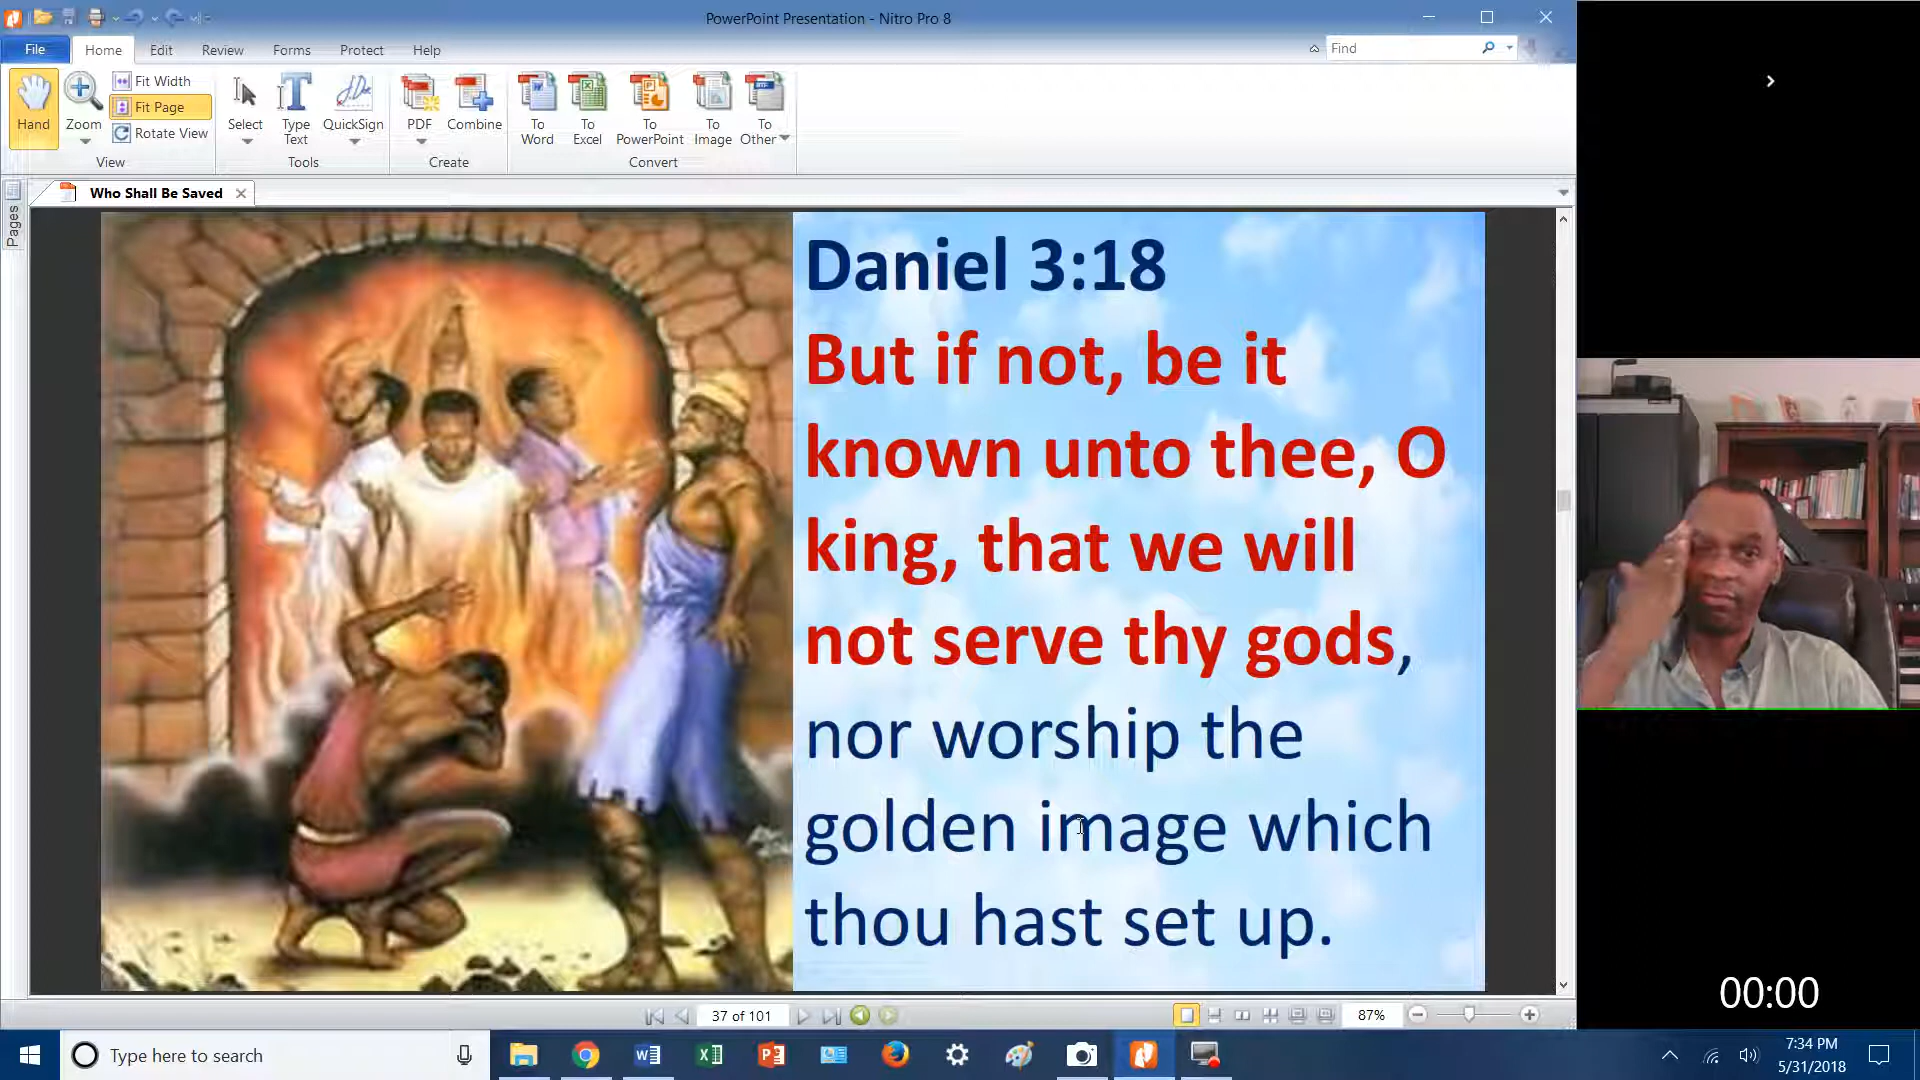 PowerPoint Presentation - Nitro Pro 8
File
Home
Edit
Review
Forms
Protect
Help
Find
Hand
Zoom
Fit Width
Fit Page
Rotate View
View
Select
Type Text
QuickSign
Tools
PDF
Combine
Create
To Word
To Excel
To PowerPoint
To Image
To Other
Convert
Pages
Who Shall Be Saved
Daniel 3:18
But if not, be it
known unto thee, O
king, that we will
not serve thy gods,
nor worship the
golden image which
thou hast set up.
00:00
37 of 101
87%
Type here to search
7:34 PM
5/31/2018